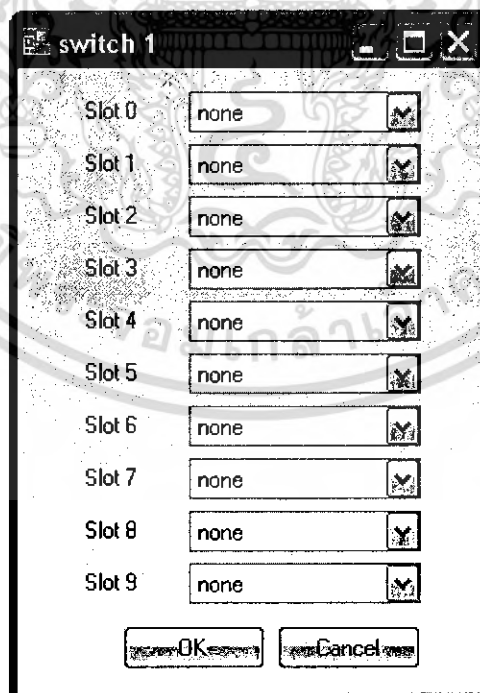 switch 1
Slot 0 none
Slot 1 none
Slot 2 none
Slot 3 none
Slot 4 none
Slot 5 none
Slot 6 none
Slot 7 none
Slot 8 none
Slot 9 none
OK Cancel